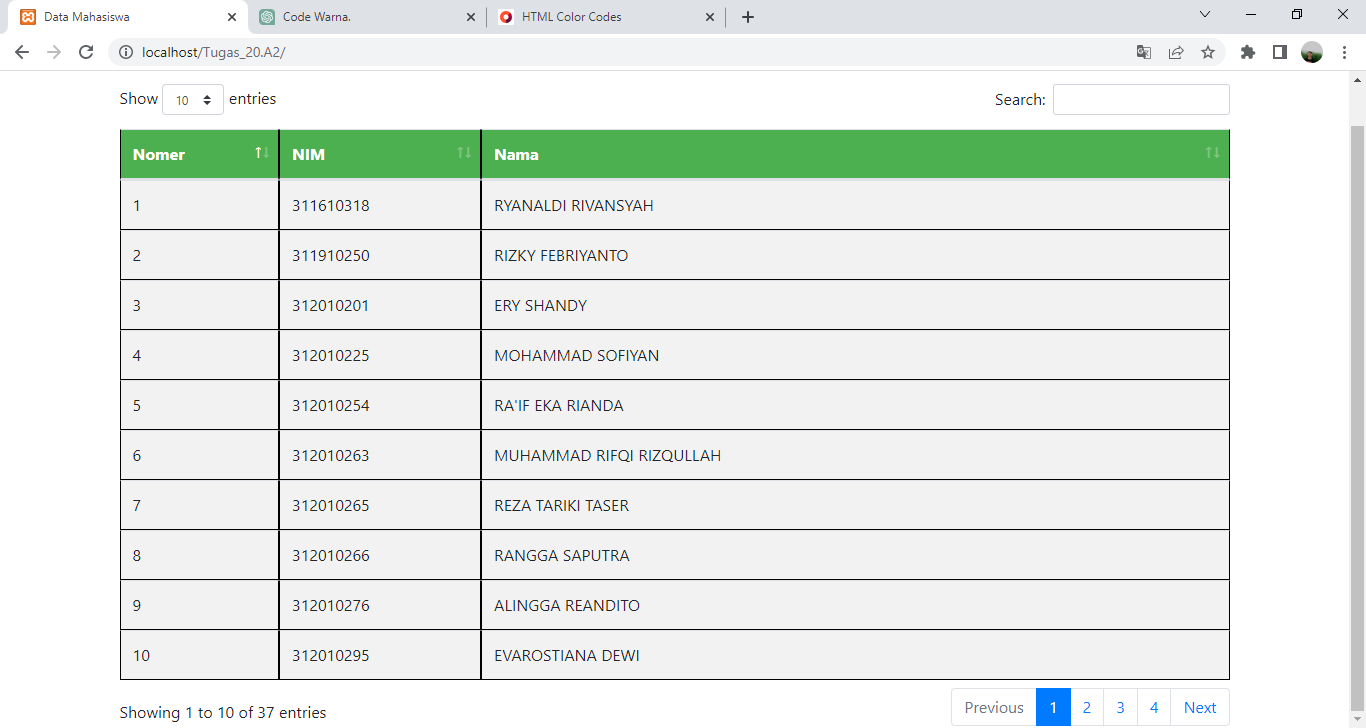 Data Mahasiswa
Code Warna.
HTML Color Codes
localhost/Tugas_20.A2/
Show 10 entries
Search:
Nomer NIM Nama
1 311610318 RYANALDI RIVANSYAH
2 311910250 RIZKY FEBRIYANTO
3 312010201 ERY SHANDY
4 312010225 MOHAMMAD SOFIYAN
5 312010254 RA'IF EKA RIANDA
6 312010263 MUHAMMAD RIFQI RIZQULLAH
7 312010265 REZA TARIKI TASER
8 312010266 RANGGA SAPUTRA
9 312010276 ALINGGA REANDITO
10 312010295 EVAROSTIANA DEWI
Showing 1 to 10 of 37 entries
Previous 1 2 3 4 Next